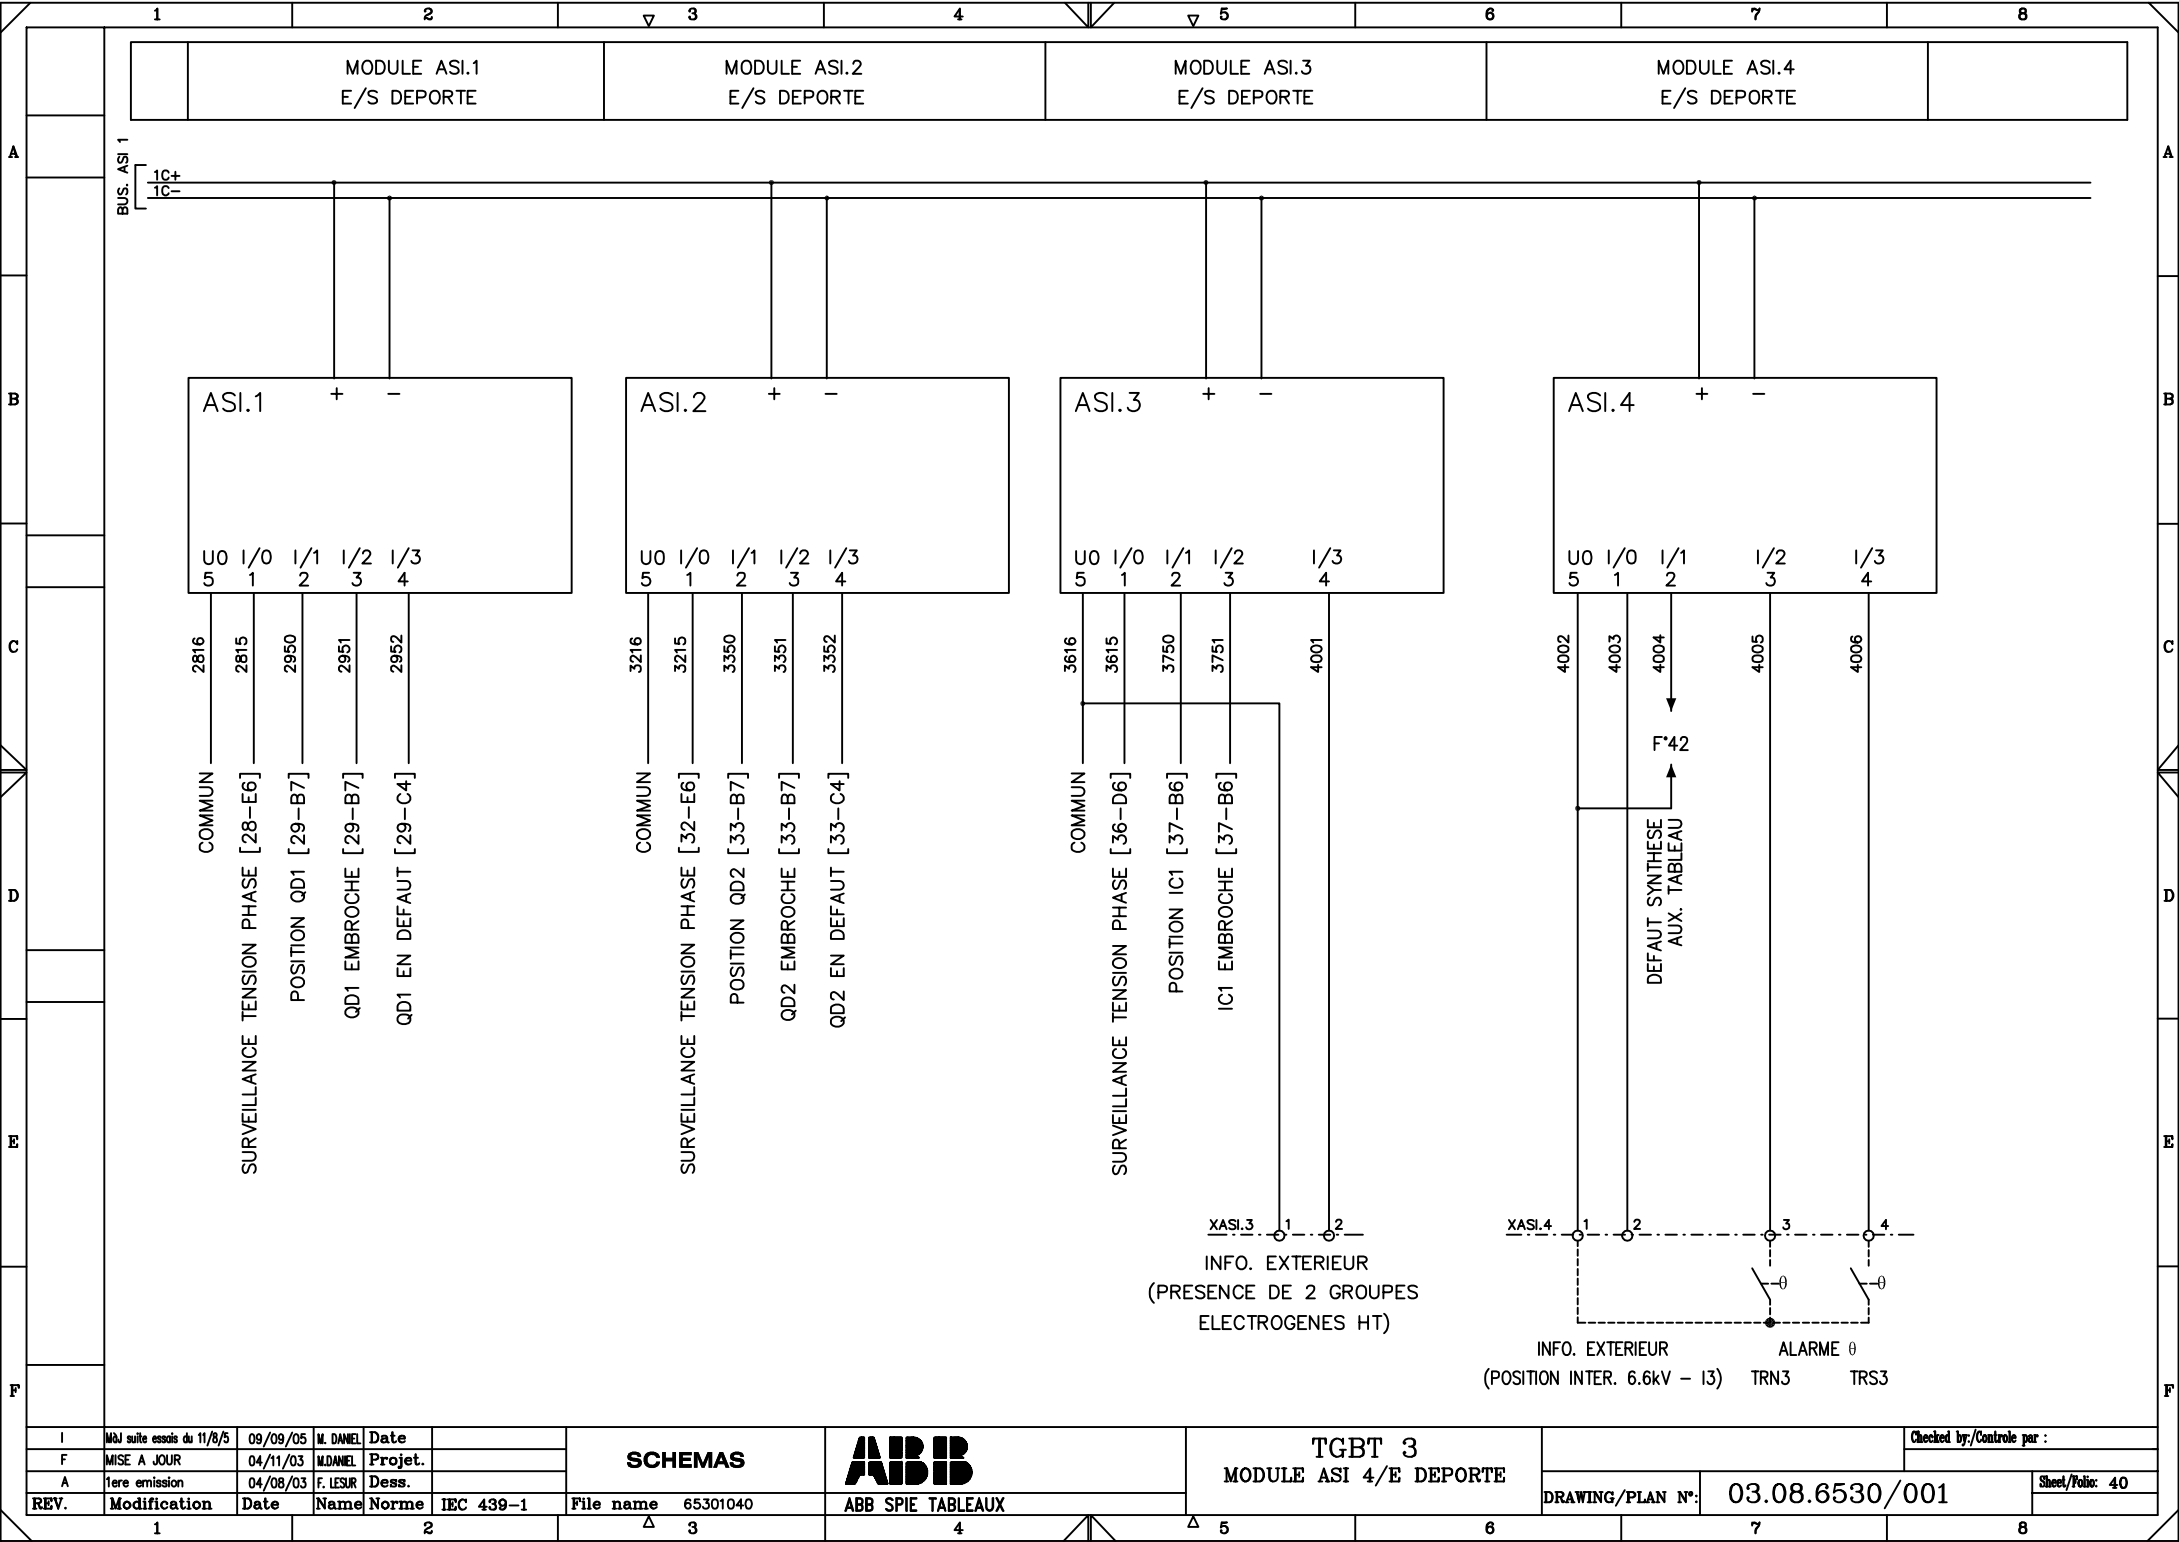 1 2 3 4 5 6 7 8
MODULE ASI.1
E/S DEPORTE
MODULE ASI.2
E/S DEPORTE
MODULE ASI.3
E/S DEPORTE
MODULE ASI.4
E/S DEPORTE
A A
BUS. ASI 1
1C+
1C-
B B
ASI.1 + -
U0 I/0 I/1 I/2 I/3
5 1 2 3 4
ASI.2 + -
U0 I/0 I/1 I/2 I/3
5 1 2 3 4
ASI.3 + -
U0 I/0 I/1 I/2 I/3
5 1 2 3 4
ASI.4 + -
U0 I/0 I/1 I/2 I/3
5 1 2 3 4
C C
2816
2815
2950
2951
2952
3216
3215
3350
3351
3352
3616
3615
3750
3751
4001
4002
4003
4004
4005
4006
F°42
COMMUN
SURVEILLANCE TENSION PHASE [28-E6]
POSITION QD1 [29-B7]
QD1 EMBROCHE [29-B7]
QD1 EN DEFAUT [29-C4]
COMMUN
SURVEILLANCE TENSION PHASE [32-E6]
POSITION QD2 [33-B7]
QD2 EMBROCHE [33-B7]
QD2 EN DEFAUT [33-C4]
COMMUN
SURVEILLANCE TENSION PHASE [36-D6]
POSITION IC1 [37-B6]
IC1 EMBROCHE [37-B6]
DEFAUT SYNTHESE
AUX. TABLEAU
D D
E E
XASI.3 1 2
INFO. EXTERIEUR
(PRESENCE DE 2 GROUPES
ELECTROGENES HT)
XASI.4 1 2 3 4
θ θ
INFO. EXTERIEUR
(POSITION INTER. 6.6kV - I3)
ALARME θ
TRN3 TRS3
F F
I MàJ suite essais du 11/8/5 09/09/05 M. DANIEL Date
F MISE A JOUR 04/11/03 M.DANIEL Projet.
A 1ere emission 04/08/03 F. LESUR Dess.
REV. Modification Date Name Norme IEC 439-1
SCHEMAS
File name 65301040
ABB
ABB SPIE TABLEAUX
TGBT 3
MODULE ASI 4/E DEPORTE
DRAWING/PLAN N°: 03.08.6530/001
Checked by:/Controle par :
Sheet/Folio: 40
1 2 3 4 5 6 7 8